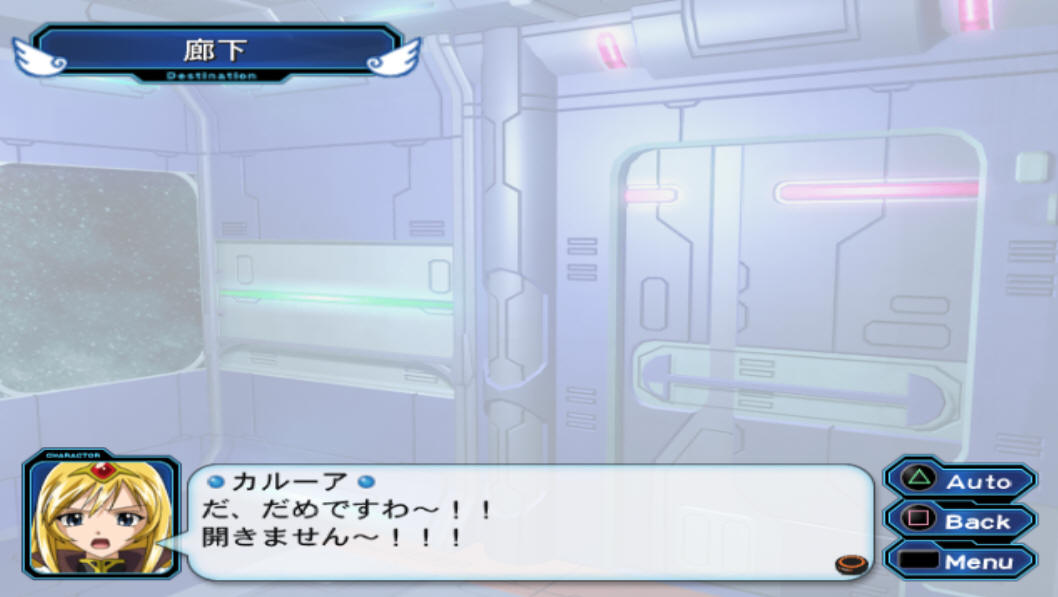 廊下
Destination
CHARACTOR
カルーア
だ、だめですわ～！！
開きません～！！！
Auto
Back
Menu